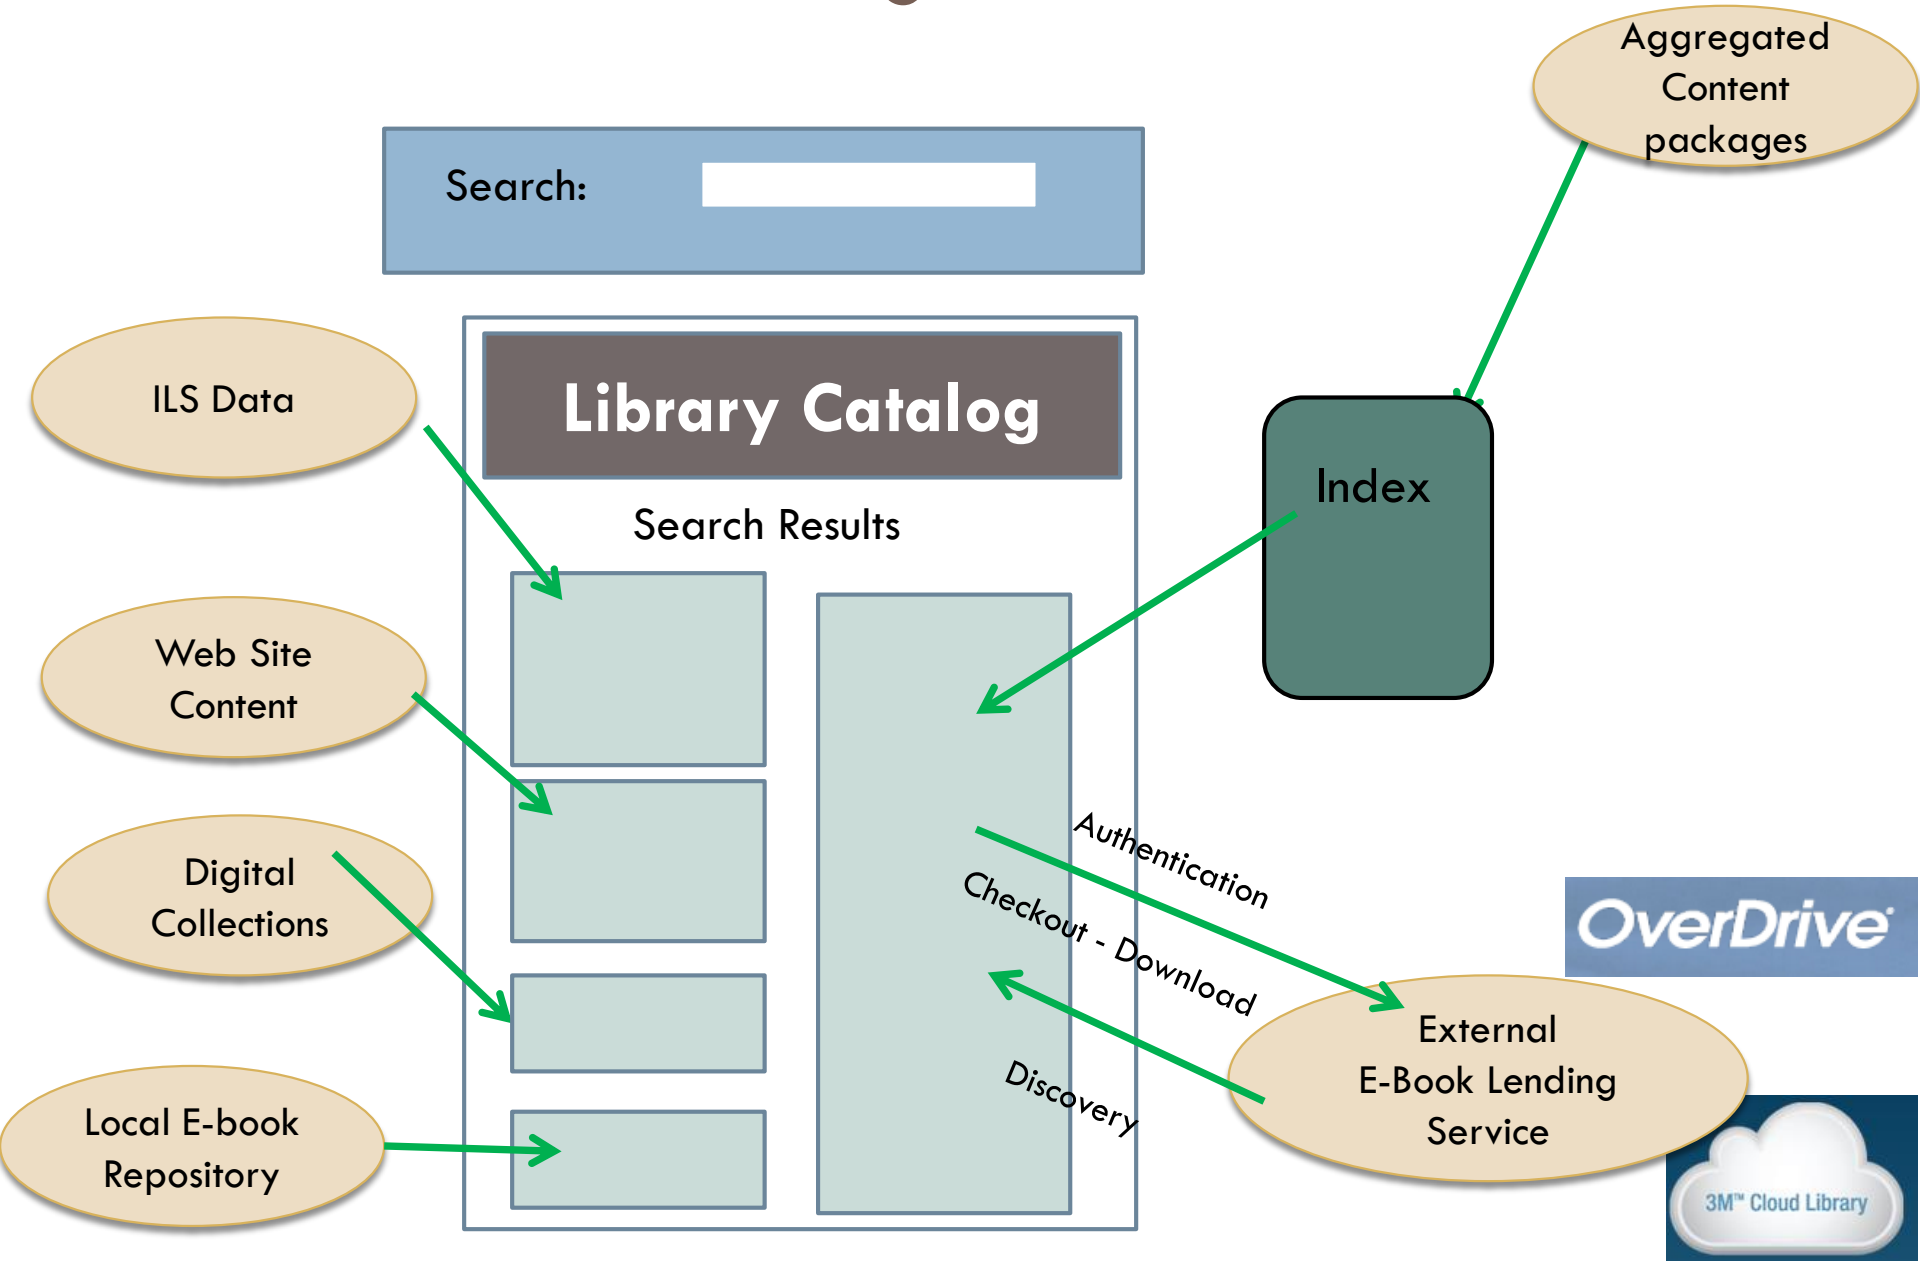 Aggregated
Content
packages
Search:
ILS Data
Library Catalog
Index
Search Results
Web Site
Content
Authentication
Digital
Collections
Checkout - Download
OverDrive
External
E-Book Lending
Service
Discovery
Local E-book
Repository
3M™ Cloud Library